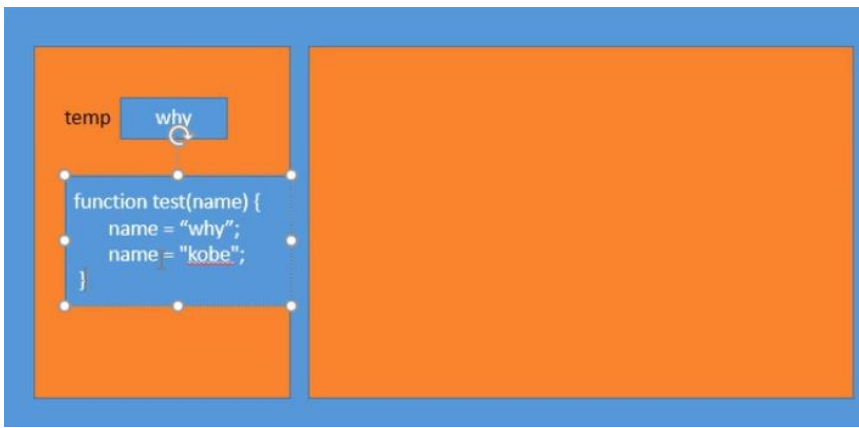 temp
why
function test(name) {
name = “why”;
name = "kobe";
}